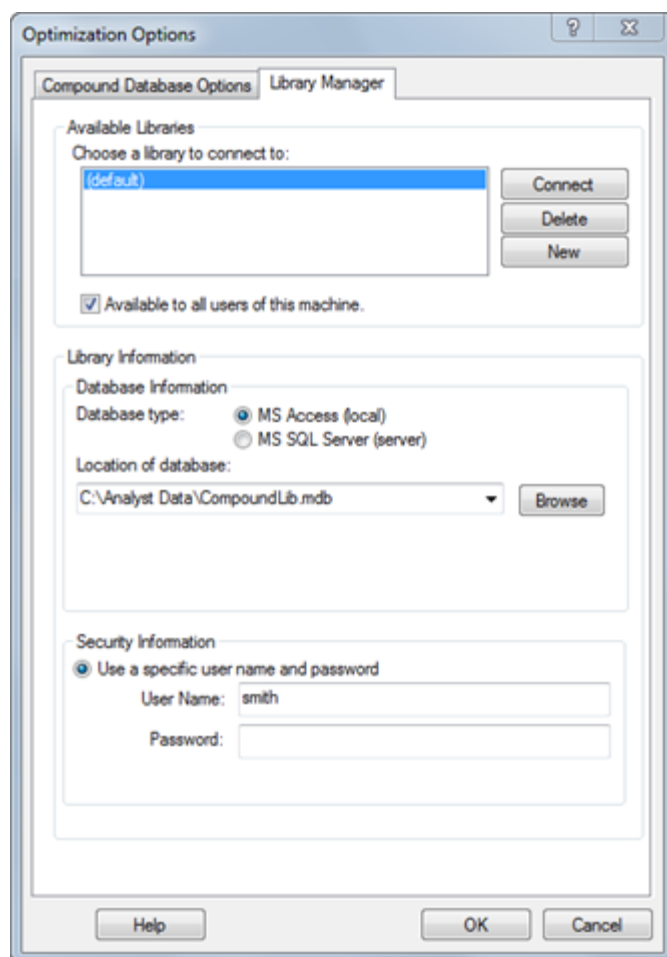 Optimization Options
Compound Database Options
Library Manager
Available Libraries
Choose a library to connect to:
(default)
Connect
Delete
New
Available to all users of this machine.
Library Information
Database Information
Database type:
MS Access (local)
MS SQL Server (server)
Location of database:
C:\Analyst Data\CompoundLib.mdb
Browse
Security Information
Use a specific user name and password
User Name:
smith
Password:
Help
OK
Cancel